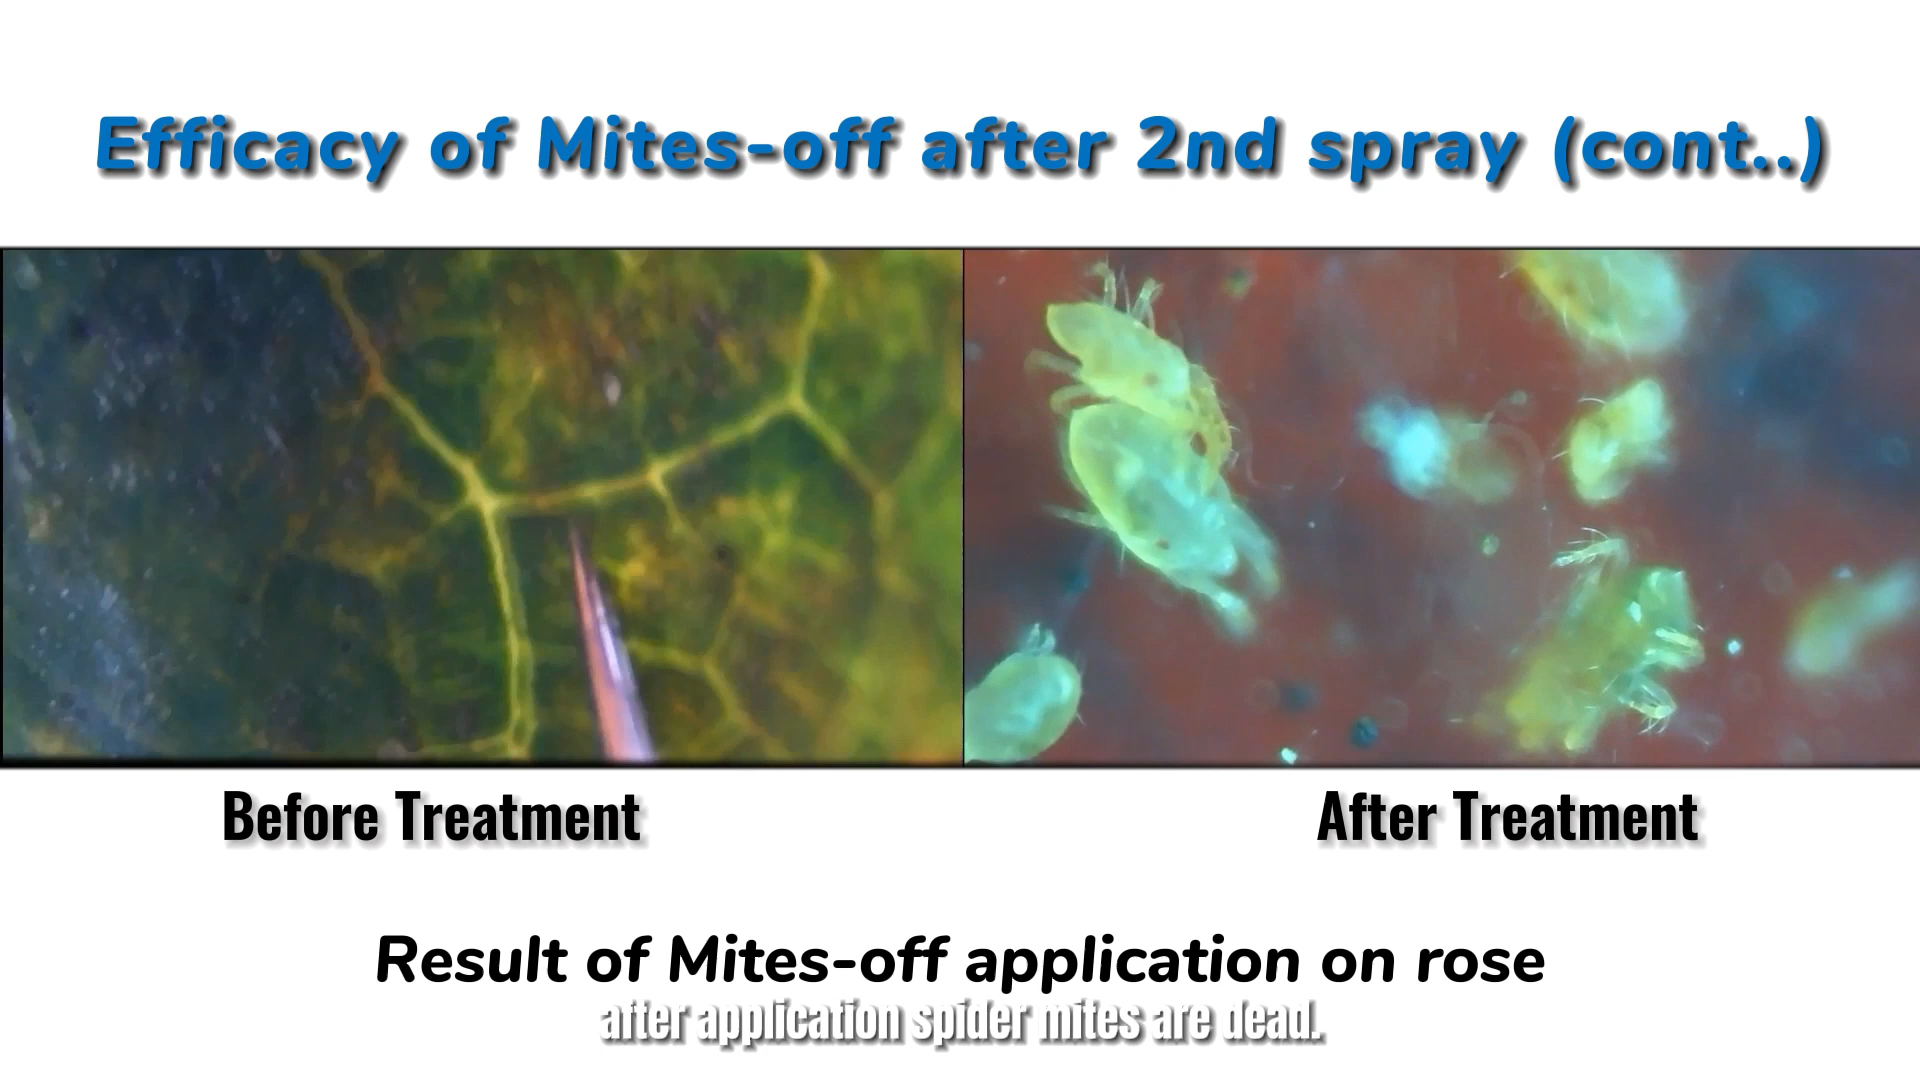 Efficacy of Mites-off after 2nd spray (cont..)
Before Treatment
After Treatment
Result of Mites-off application on rose
after application spider mites are dead.